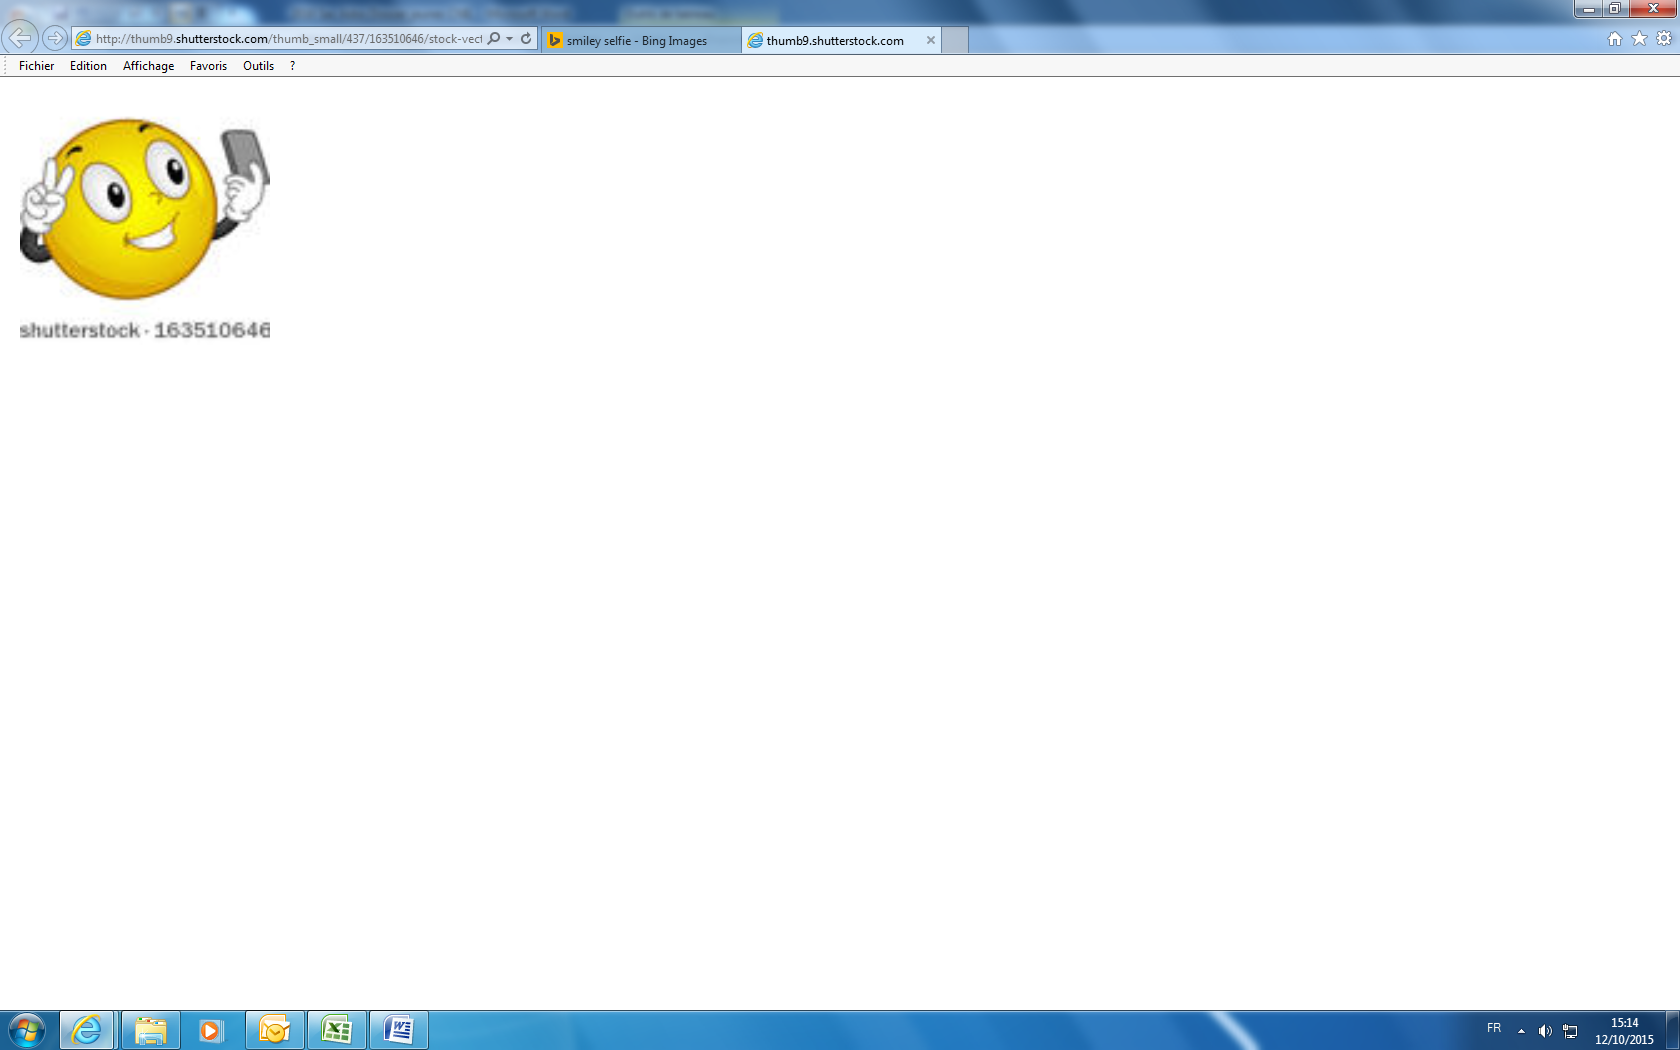 http://thumb9.shutterstock.com/thumb_small/437/163510646/stock-vect
smiley selfie - Bing Images
thumb9.shutterstock.com
Fichier Edition Affichage Favoris Outils ?
shutterstock · 163510646
FR
15:14
12/10/2015